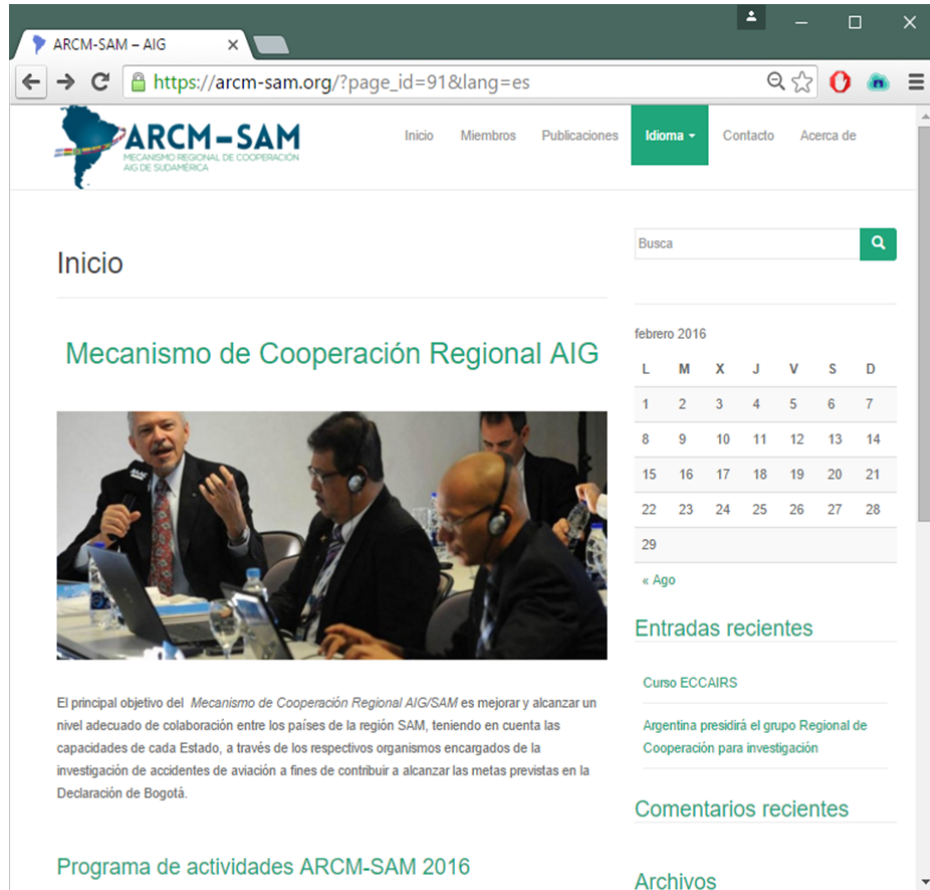 ARCM-SAM – AIG
https://arcm-sam.org/?page_id=91&lang=es
ARCM-SAM
MECANISMO REGIONAL DE COOPERACIÓN
AIG DE SUDAMÉRICA
Inicio Miembros Publicaciones Idioma Contacto Acerca de
Inicio
Mecanismo de Cooperación Regional AIG
El principal objetivo del Mecanismo de Cooperación Regional AIG/SAM es mejorar y alcanzar un
nivel adecuado de colaboración entre los países de la región SAM, teniendo en cuenta las
capacidades de cada Estado, a través de los respectivos organismos encargados de la
investigación de accidentes de aviación a fines de contribuir a alcanzar las metas previstas en la
Declaración de Bogotá.
Programa de actividades ARCM-SAM 2016
Busca
febrero 2016
L M X J V S D
1 2 3 4 5 6 7
8 9 10 11 12 13 14
15 16 17 18 19 20 21
22 23 24 25 26 27 28
29
« Ago
Entradas recientes
Curso ECCAIRS
Argentina presidirá el grupo Regional de
Cooperación para investigación
Comentarios recientes
Archivos